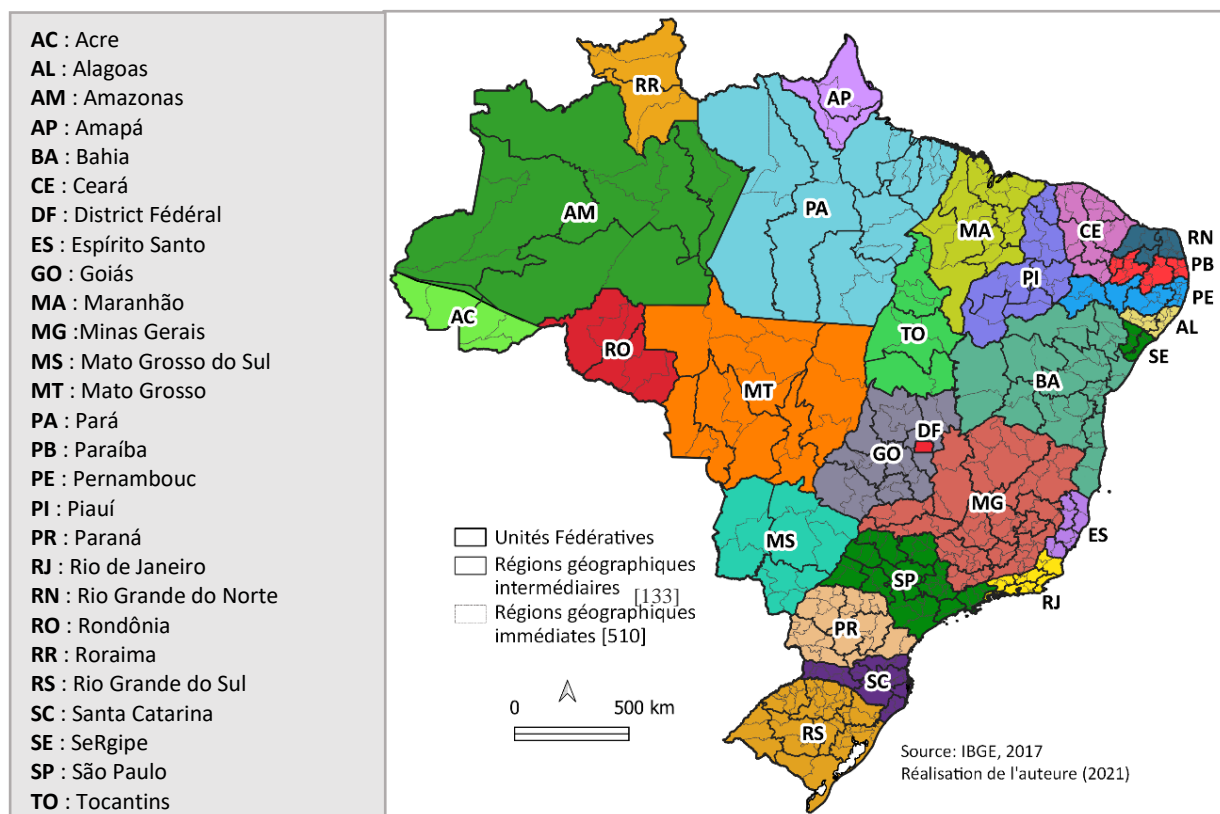 AC : Acre
AL : Alagoas
AM : Amazonas
AP : Amapá
BA : Bahia
CE : Ceará
DF : District Fédéral
ES : Espírito Santo
GO : Goiás
MA : Maranhão
MG :Minas Gerais
MS : Mato Grosso do Sul
MT : Mato Grosso
PA : Pará
PB : Paraíba
PE : Pernambouc
PI : Piauí
PR : Paraná
RJ : Rio de Janeiro
RN : Rio Grande do Norte
RO : Rondônia
RR : Roraima
RS : Rio Grande do Sul
SC : Santa Catarina
SE : SeRgipe
SP : São Paulo
TO : Tocantins
RR
AP
AM
PA
MA
CE
RN
PB
PI
PE
AC
AL
TO
SE
RO
BA
MT
DF
GO
MG
ES
MS
SP
RJ
PR
SC
RS
Unités Fédératives
Régions géographiques
intermédiaires [133]
Régions géographiques
immédiates [510]
0 500 km
Source: IBGE, 2017
Réalisation de l'auteure (2021)